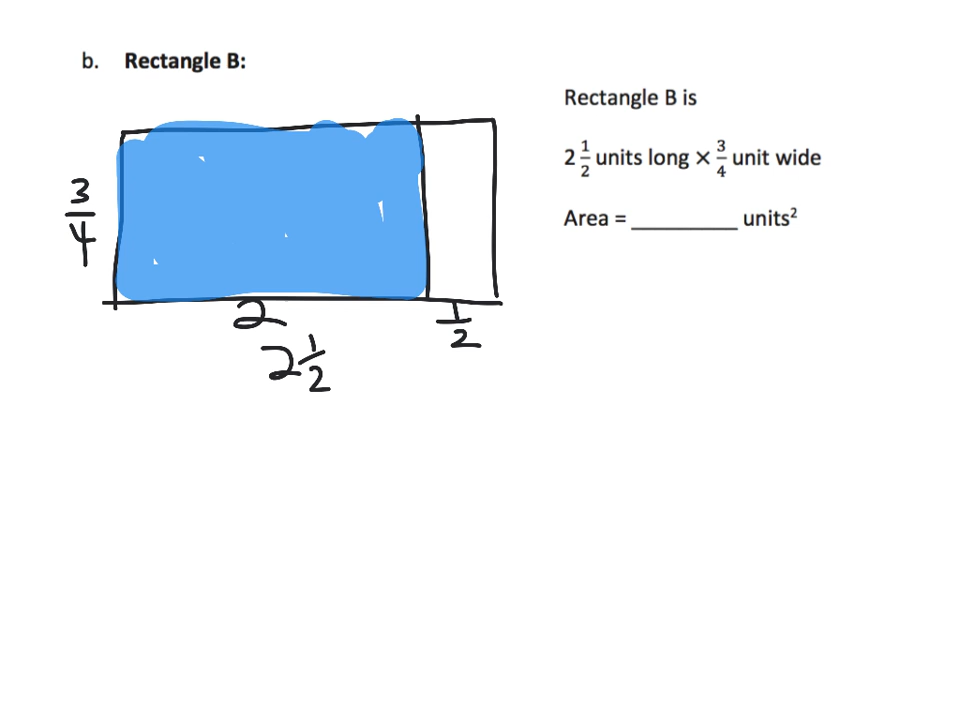 b. Rectangle B:
Rectangle B is
2 1/2 units long × 3/4 unit wide
Area = __________ units²
3/4
2
1/2
2 1/2